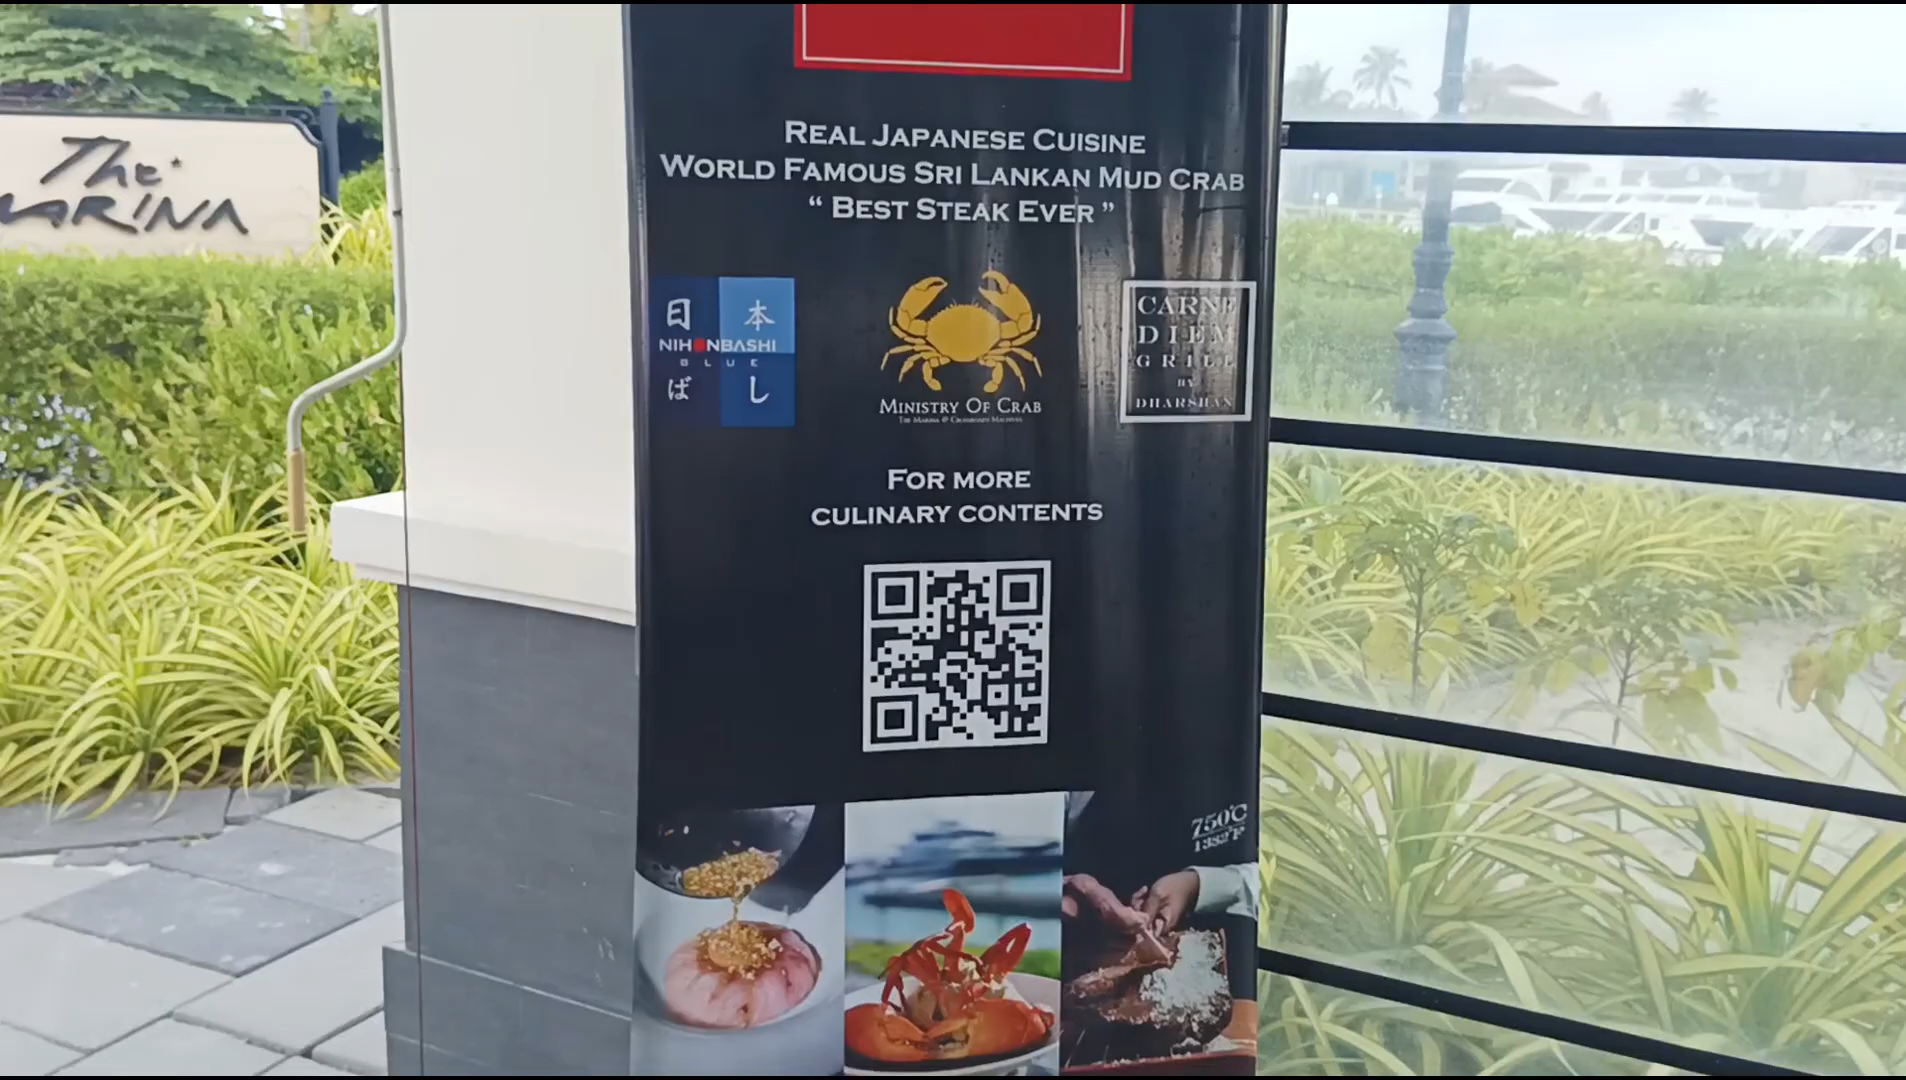 The
MARINA
REAL JAPANESE CUISINE
WORLD FAMOUS SRI LANKAN MUD CRAB
“ BEST STEAK EVER ”
日本
NIHONBASHI
BLUE
ばし
MINISTRY OF CRAB
THE MARINA @ CROSSROADS MALDIVES
CARNE
DIEM
GRILL
BY
DHARSHAN
FOR MORE
CULINARY CONTENTS
750°C
1382°F